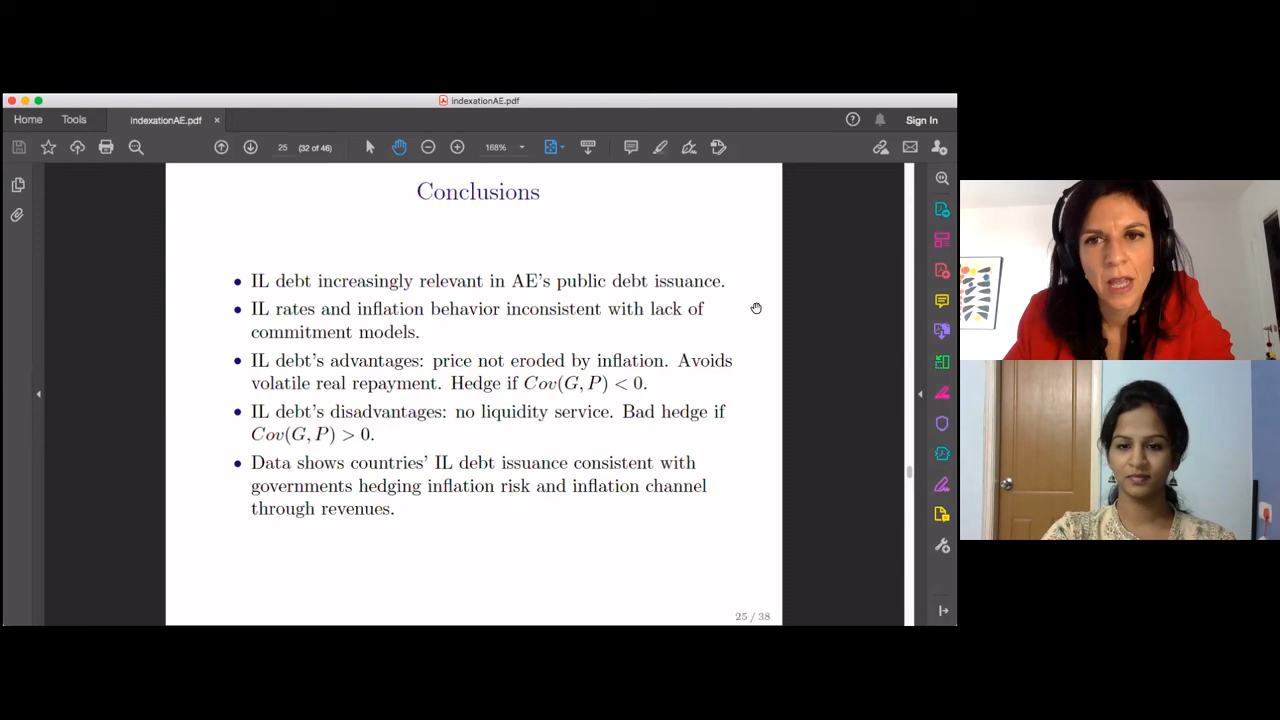 indexationAE.pdf
Home Tools indexationAE.pdf × Sign In
25 (32 of 46) 168%
Conclusions
• IL debt increasingly relevant in AE's public debt issuance.
• IL rates and inflation behavior inconsistent with lack of
commitment models.
• IL debt's advantages: price not eroded by inflation. Avoids
volatile real repayment. Hedge if Cov(G, P) < 0.
• IL debt's disadvantages: no liquidity service. Bad hedge if
Cov(G, P) > 0.
• Data shows countries' IL debt issuance consistent with
governments hedging inflation risk and inflation channel
through revenues.
25 / 38